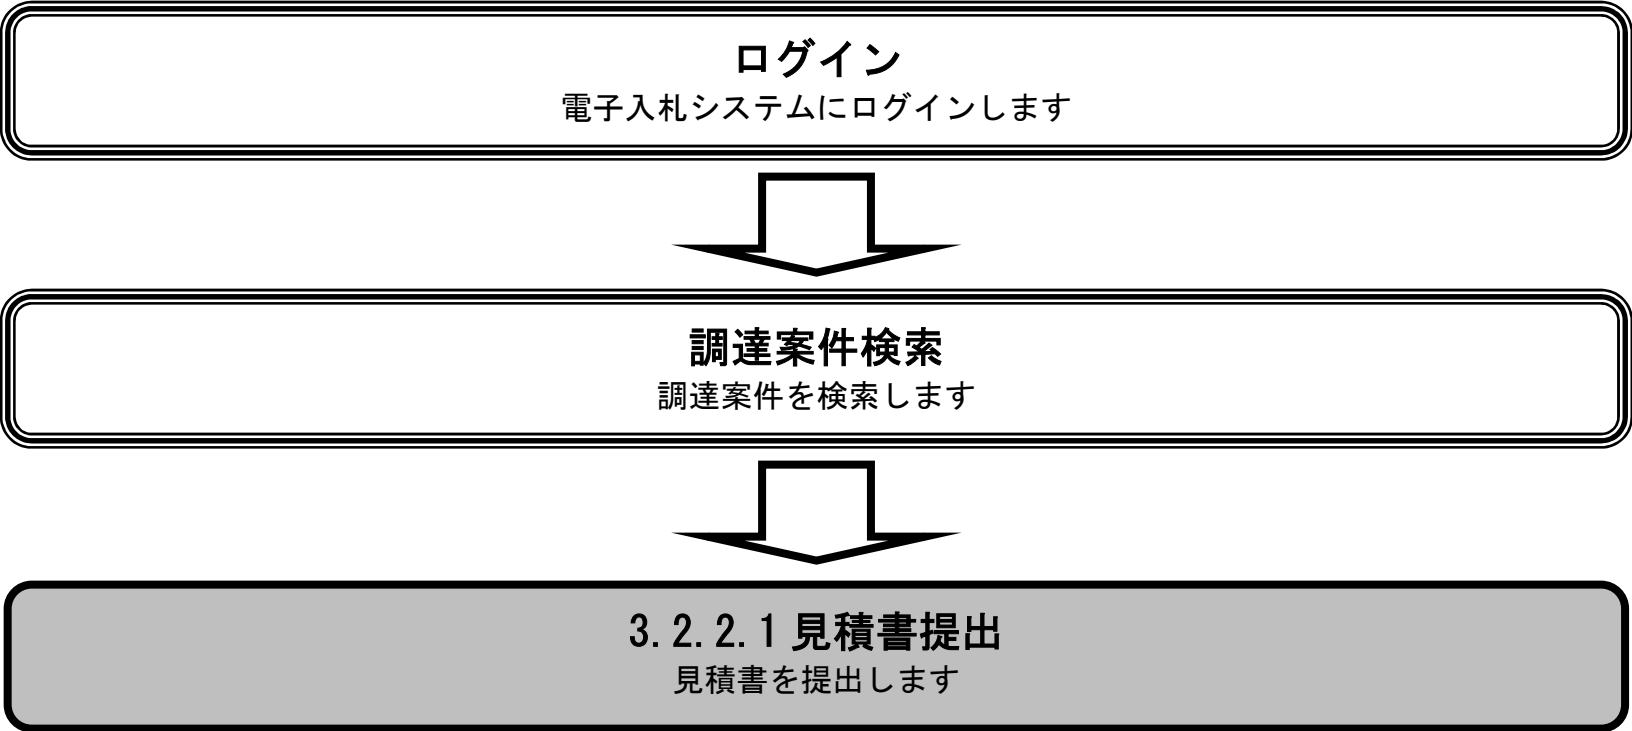 ログイン
電子入札システムにログインします
調達案件検索
調達案件を検索します
3.2.2.1 見積書提出
見積書を提出します